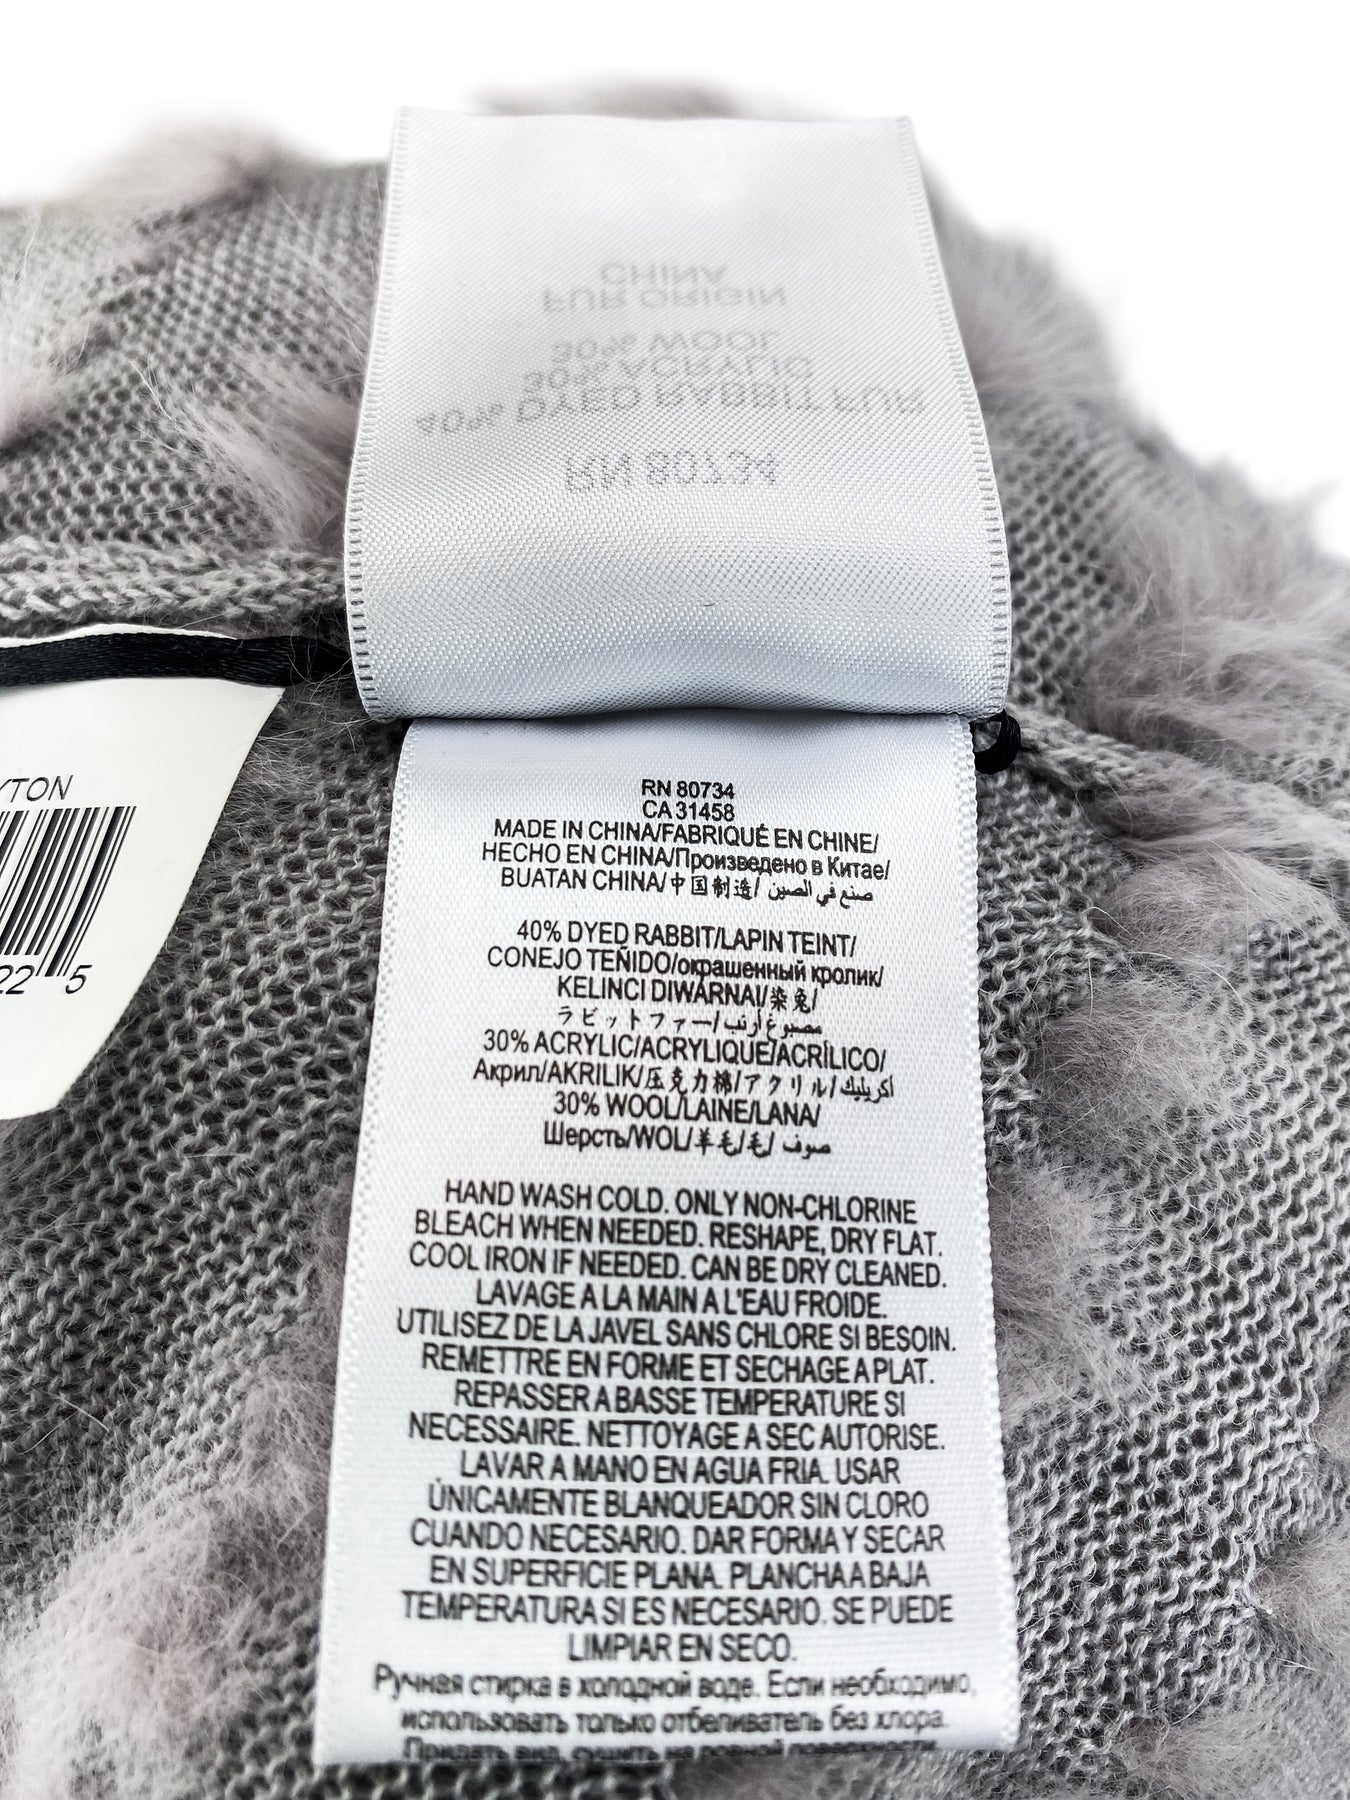 CHINA
FUR ORIGIN
30% WOOL
30% ACRYLIC
40% DYED RABBIT FUR
RN 80734
YTON
22 5
RN 80734
CA 31458
MADE IN CHINA/FABRIQUÉ EN CHINE/
HECHO EN CHINA/Произведено в Китае/
BUATAN CHINA/中国制造/ صنع في الصين
40% DYED RABBIT/LAPIN TEINT/
CONEJO TEÑIDO/окрашенный кролик/
KELINCI DIWARNAI/染兔/
ラビットファー/مصبوغ أرنب
30% ACRYLIC/ACRYLIQUE/ACRÍLICO/
Акрил/AKRILIK/压克力棉/アクリル/أكريليك
30% WOOL/LAINE/LANA/
Шерсть/WOL/羊毛/毛/ صوف
HAND WASH COLD. ONLY NON-CHLORINE
BLEACH WHEN NEEDED. RESHAPE, DRY FLAT.
COOL IRON IF NEEDED. CAN BE DRY CLEANED.
LAVAGE A LA MAIN A L'EAU FROIDE.
UTILISEZ DE LA JAVEL SANS CHLORE SI BESOIN.
REMETTRE EN FORME ET SECHAGE A PLAT.
REPASSER A BASSE TEMPERATURE SI
NECESSAIRE. NETTOYAGE A SEC AUTORISE.
LAVAR A MANO EN AGUA FRIA. USAR
ÚNICAMENTE BLANQUEADOR SIN CLORO
CUANDO NECESARIO. DAR FORMA Y SECAR
EN SUPERFICIE PLANA. PLANCHA A BAJA
TEMPERATURA SI ES NECESARIO. SE PUEDE
LIMPIAR EN SECO.
Ручная стирка в холодной воде. Если необходимо,
использовать только отбеливатель без хлора.
Придать вид, сушить на ровной поверхности.